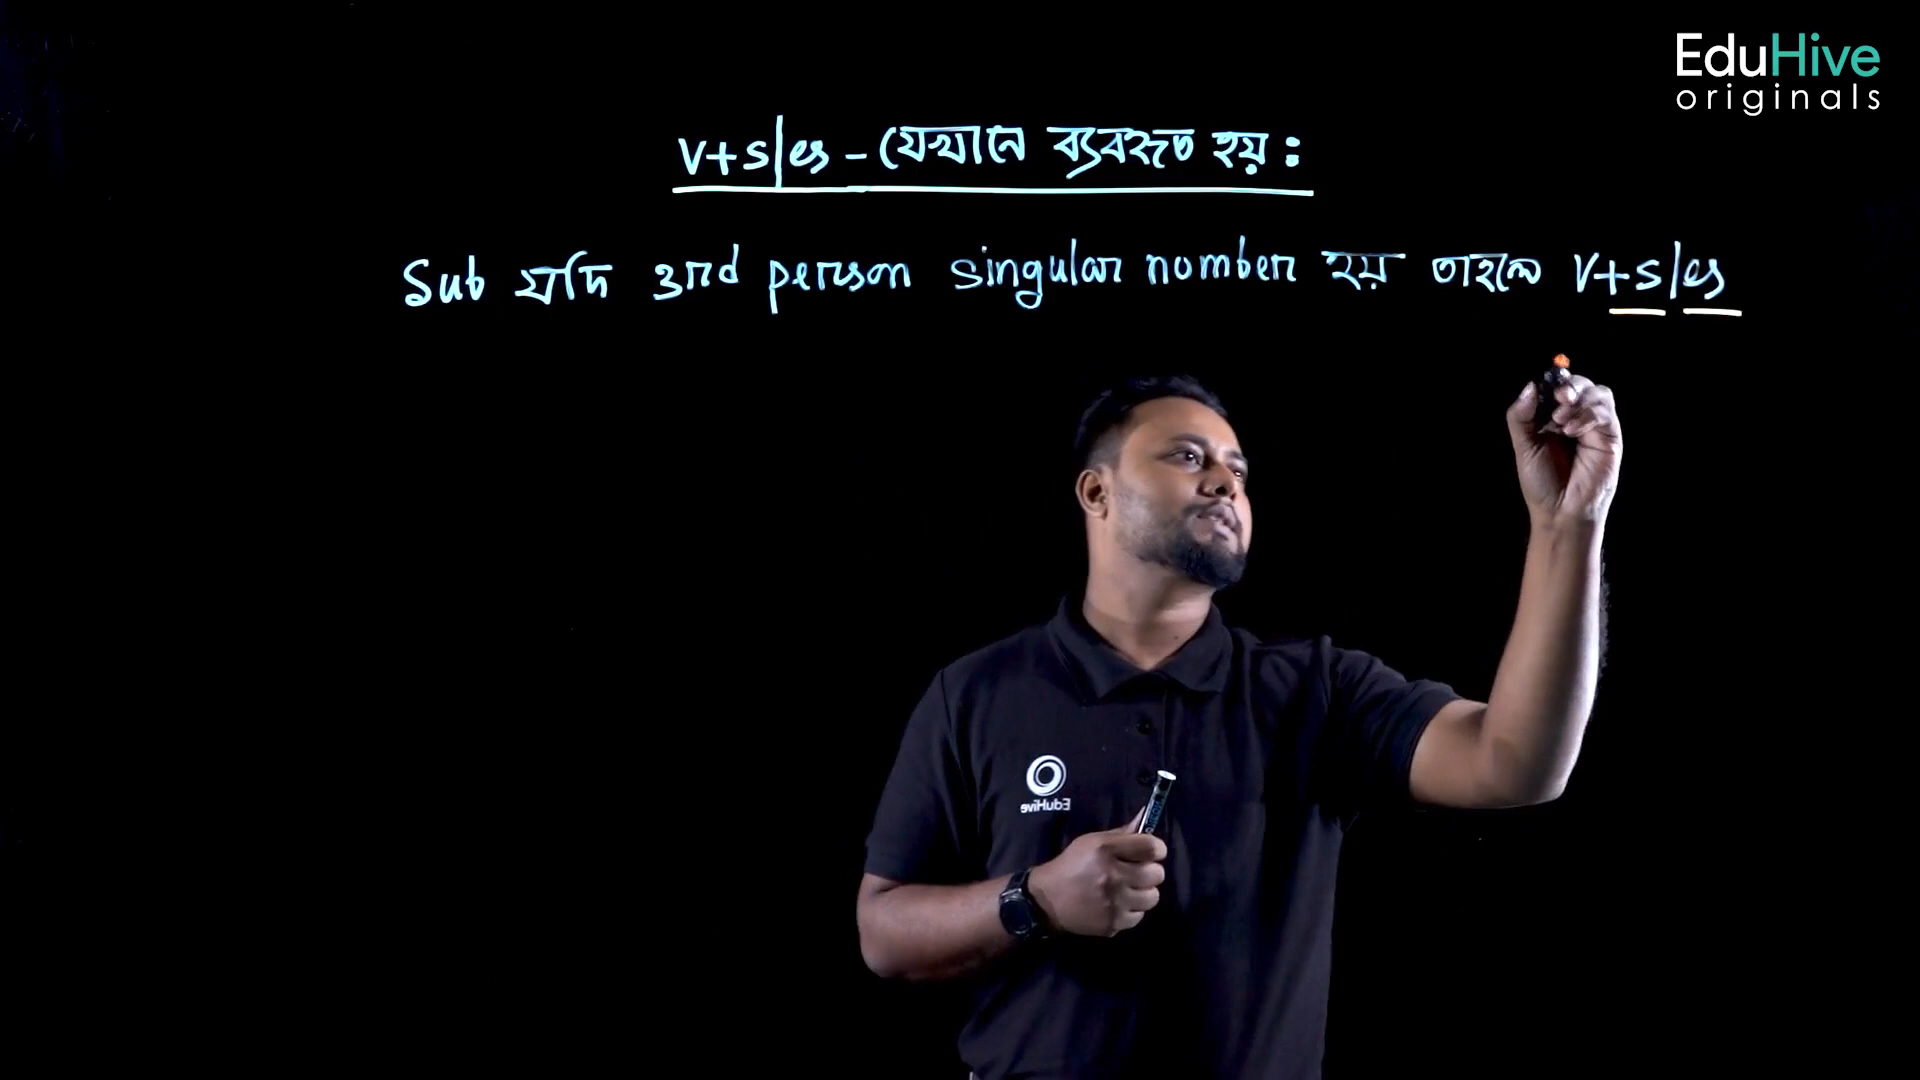 EduHive
originals
v+s/es - যেখানে ব্যবহৃত হয় :
Sub যদি 3rd person singular number হয় তাহলে v+s/es
EduHive